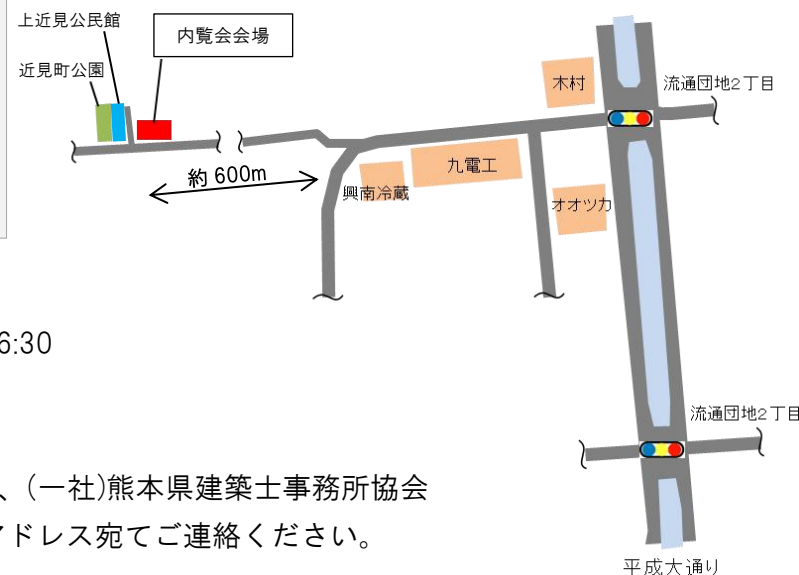 上近見公民館
内覧会会場
近見町公園
木村
流通団地2丁目
約 600m
興南冷蔵
九電工
オオツカ
6:30
流通団地2丁目
、(一社)熊本県建築士事務所協会
アドレス宛てご連絡ください。
平成大通り